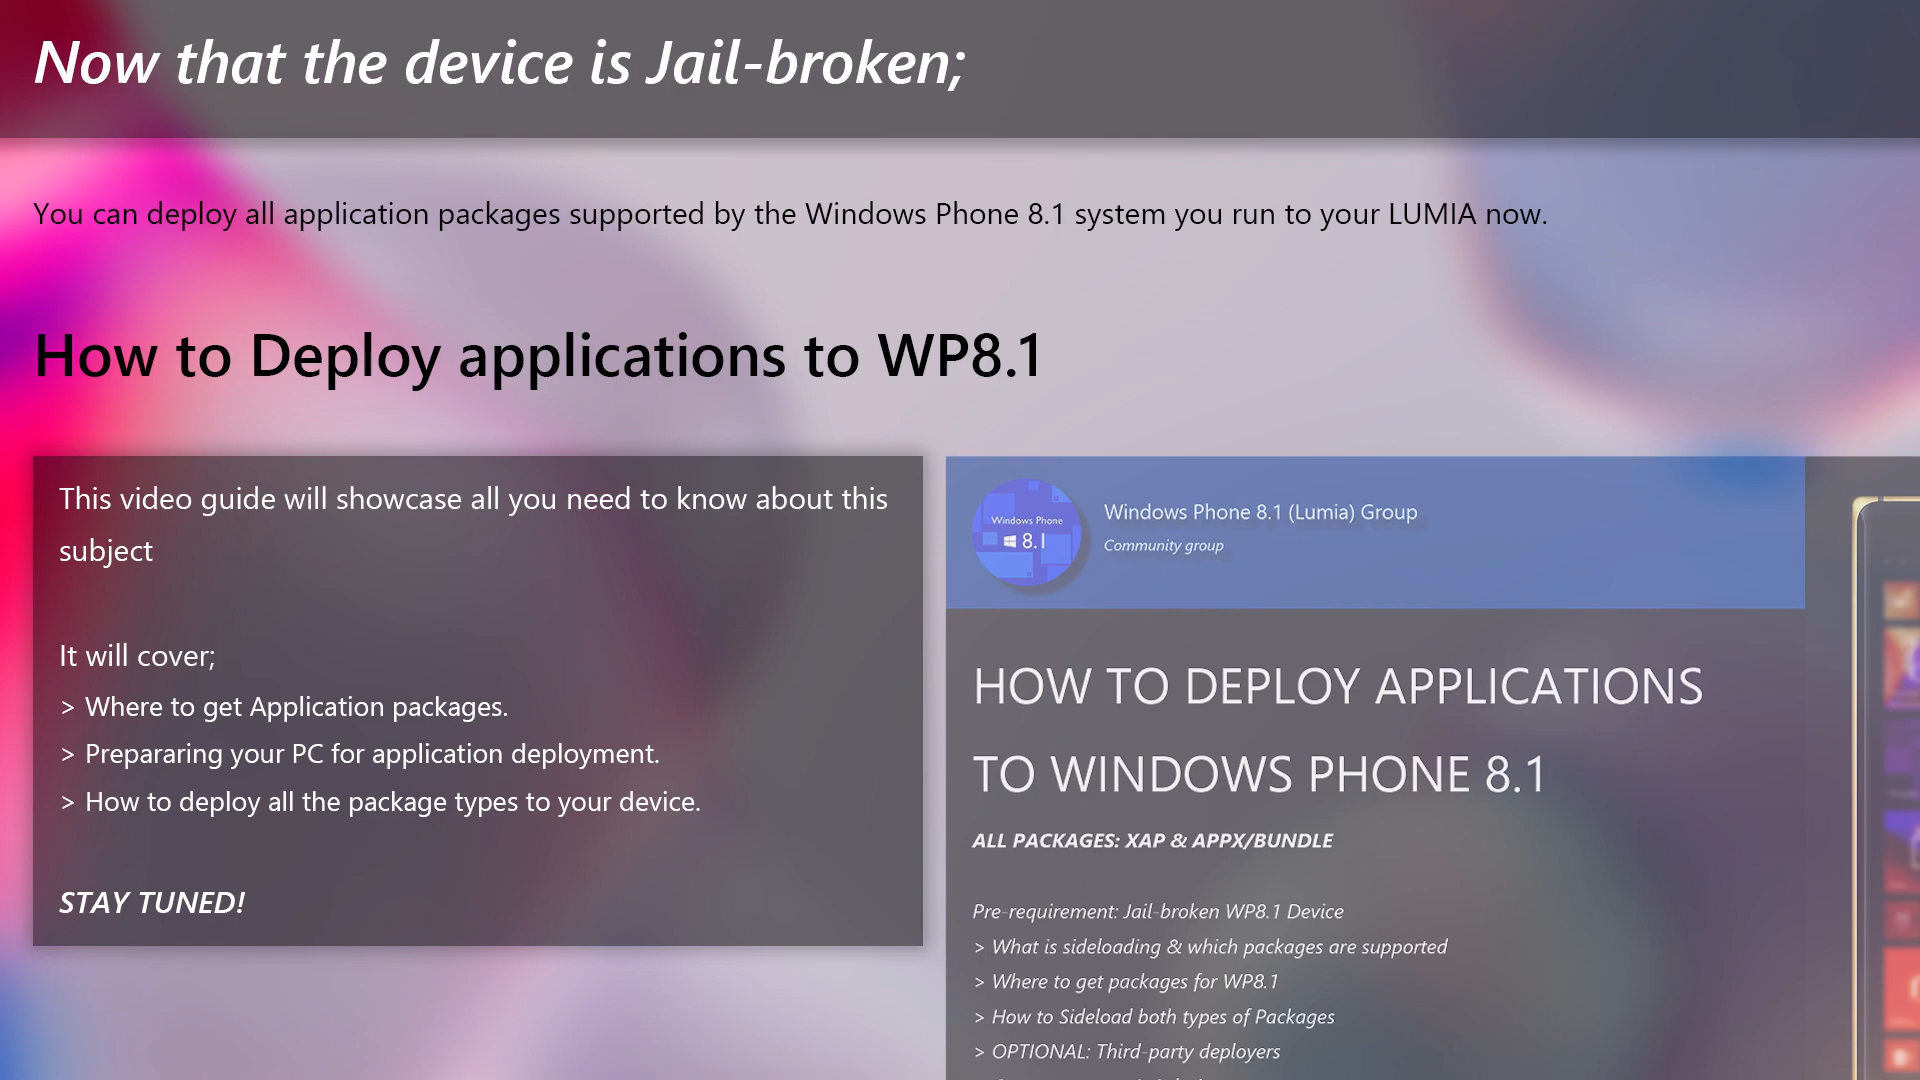 Now that the device is Jail-broken;
You can deploy all application packages supported by the Windows Phone 8.1 system you run to your LUMIA now.
How to Deploy applications to WP8.1
This video guide will showcase all you need to know about this
subject
It will cover;
> Where to get Application packages.
> Prepararing your PC for application deployment.
> How to deploy all the package types to your device.
STAY TUNED!
Windows Phone
8.1
Windows Phone 8.1 (Lumia) Group
Community group
HOW TO DEPLOY APPLICATIONS
TO WINDOWS PHONE 8.1
ALL PACKAGES: XAP & APPX/BUNDLE
Pre-requirement: Jail-broken WP8.1 Device
> What is sideloading & which packages are supported
> Where to get packages for WP8.1
> How to Sideload both types of Packages
> OPTIONAL: Third-party deployers